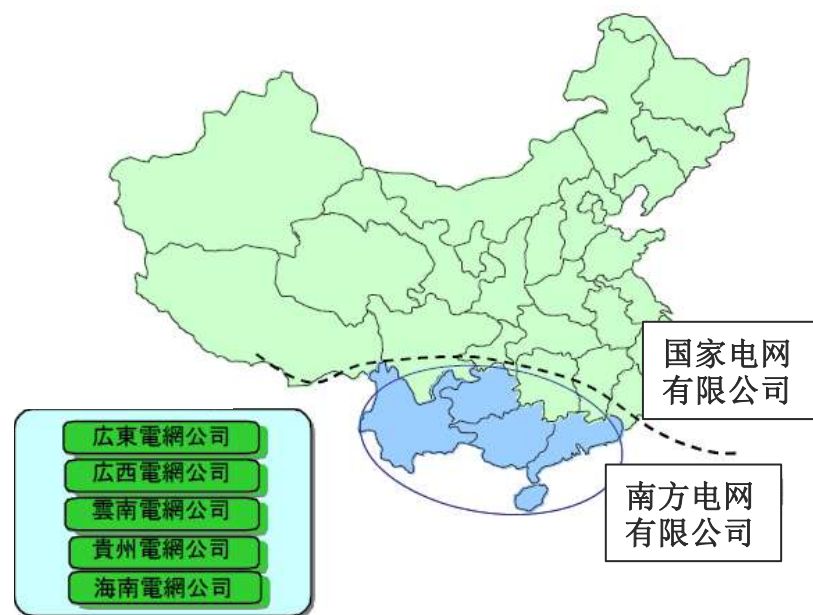 国家电网
有限公司
南方电网
有限公司
広東電網公司
広西電網公司
雲南電網公司
貴州電網公司
海南電網公司